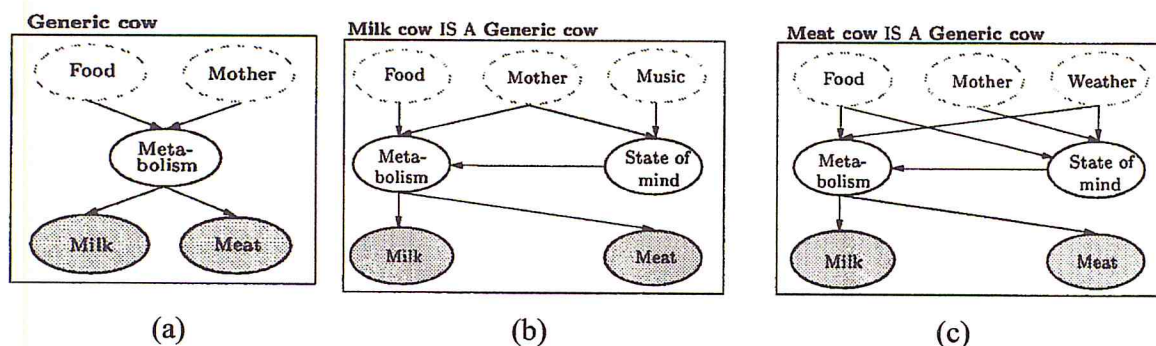 Generic cow
Food
Mother
Meta-
bolism
Milk
Meat
(a)
Milk cow IS A Generic cow
Food
Mother
Music
Meta-
bolism
State of
mind
Milk
Meat
(b)
Meat cow IS A Generic cow
Food
Mother
Weather
Meta-
bolism
State of
mind
Milk
Meat
(c)